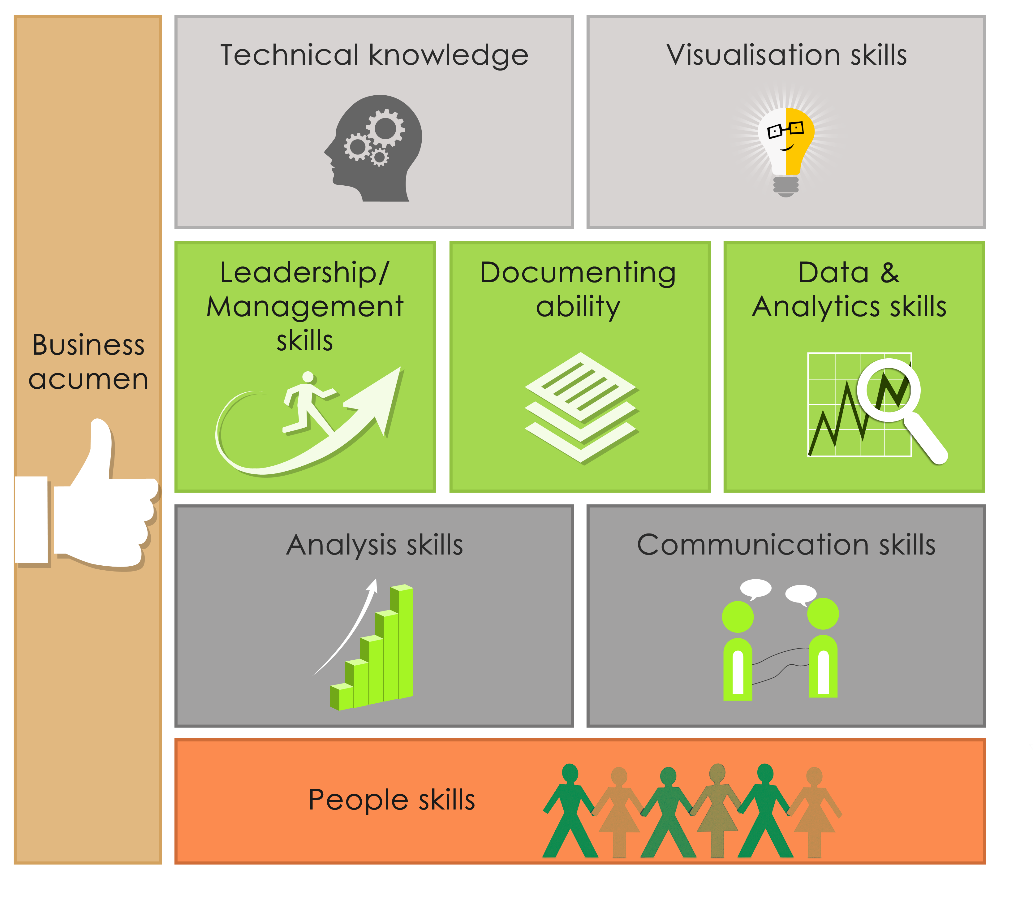 Business
acumen
Technical knowledge
Visualisation skills
Leadership/
Management
skills
Documenting
ability
Data &
Analytics skills
Analysis skills
Communication skills
People skills